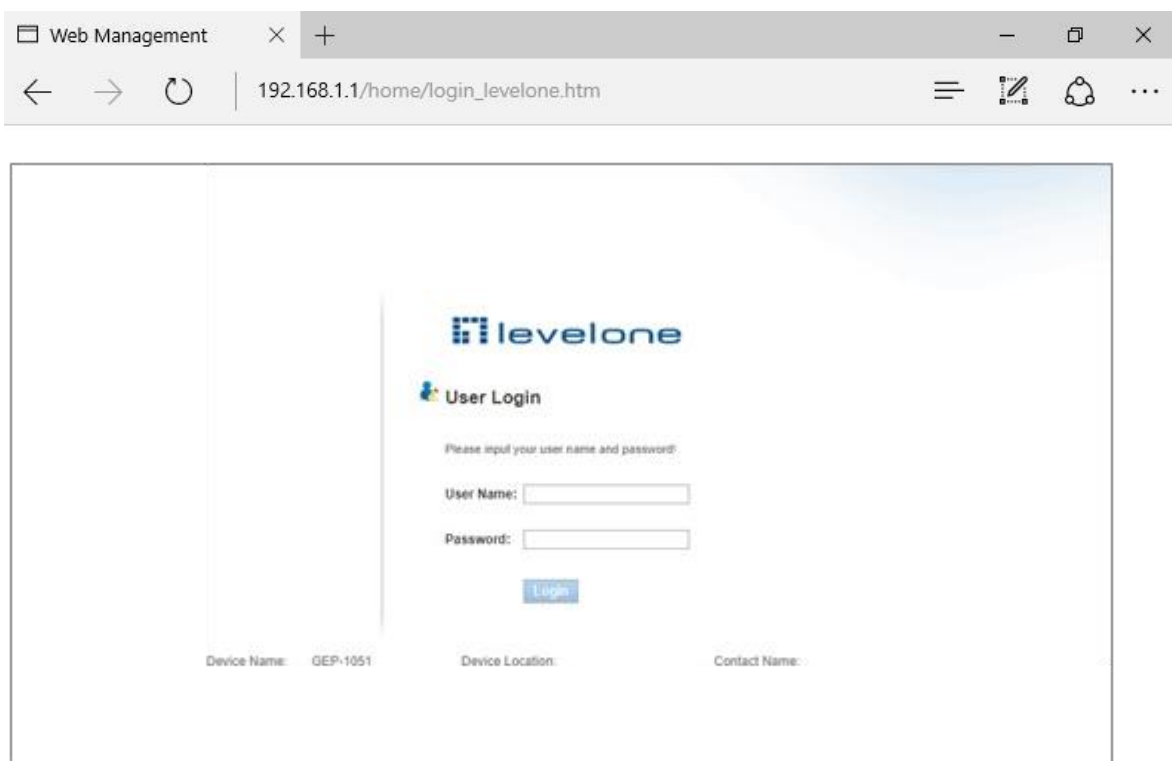 Web Management
192.168.1.1/home/login_levelone.htm
levelone
User Login
Please input your user name and password!
User Name:
Password:
Login
Device Name: GEP-1051 Device Location: Contact Name: